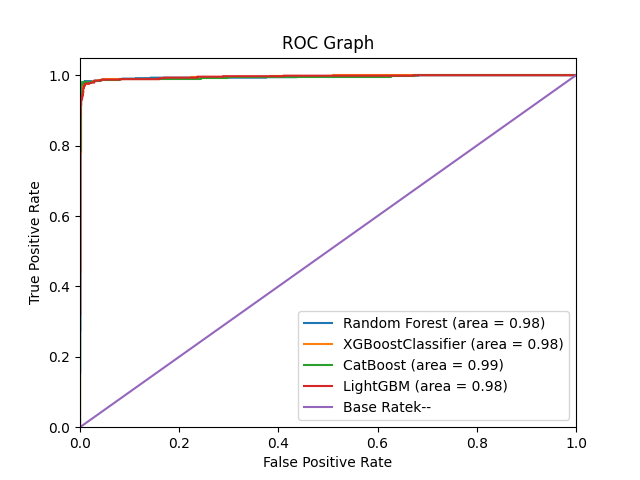 ROC Graph
True Positive Rate
1.0
0.8
0.6
0.4
0.2
0.0
Random Forest (area = 0.98)
XGBoostClassifier (area = 0.98)
CatBoost (area = 0.99)
LightGBM (area = 0.98)
Base Ratek--
0.0 0.2 0.4 0.6 0.8 1.0
False Positive Rate